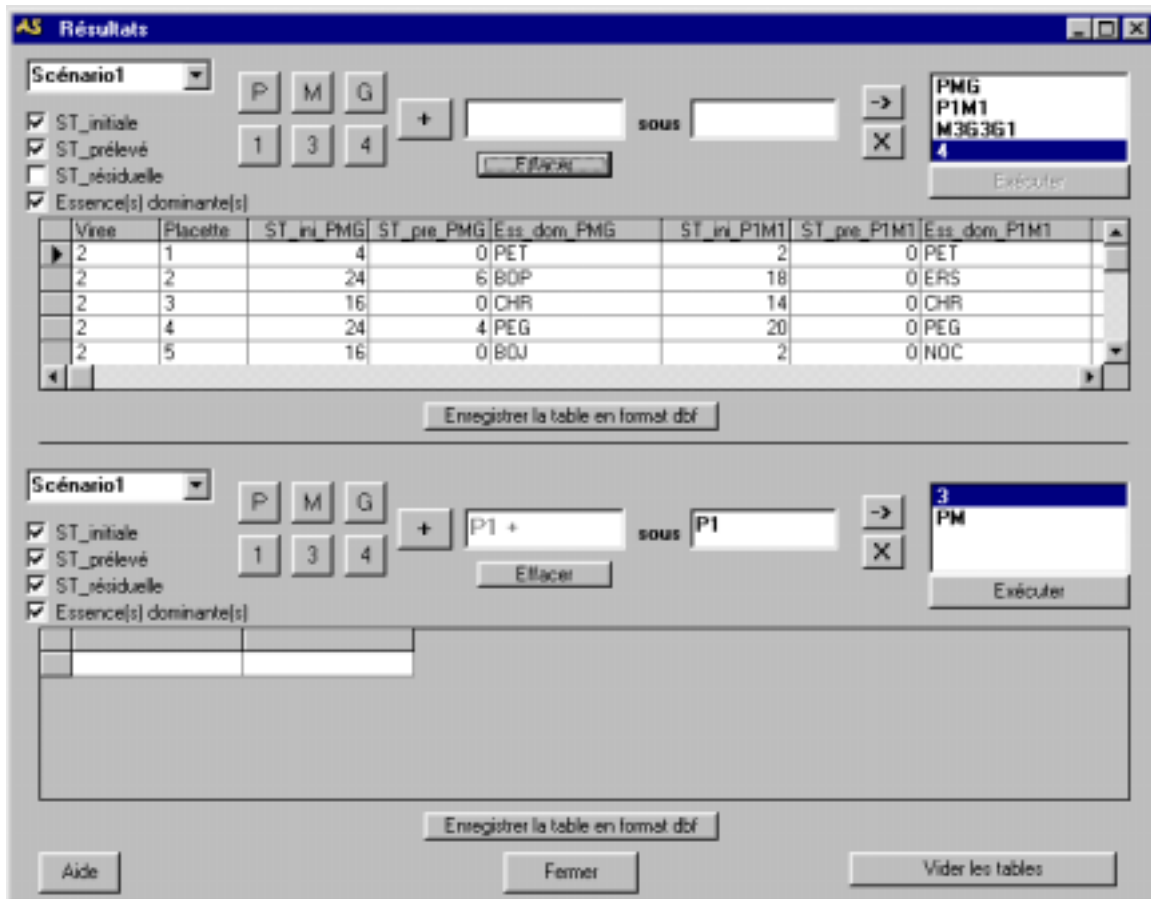 AS Résultats
Scénario1
P M G
ST_initiale
ST_prélevé
ST_résiduelle
Essence(s) dominante(s)
1 3 4
+ sous
Effacer
-> X
PMG
P1M1
M3G3G1
4
Exécuter
Viree Placette ST_ini_PMG ST_pre_PMG Ess_dom_PMG ST_ini_P1M1 ST_pre_P1M1 Ess_dom_P1M1
2 1 4 0 PET 2 0 PET
2 2 24 6 BOP 18 0 ERS
2 3 16 0 CHR 14 0 CHR
2 4 24 4 PEG 20 0 PEG
2 5 16 0 BOJ 2 0 NOC
Enregistrer la table en format dbf
Scénario1
P M G
ST_initiale
ST_prélevé
ST_résiduelle
Essence(s) dominante(s)
1 3 4
+ P1 + sous P1
Effacer
-> X
3
PM
Exécuter
Enregistrer la table en format dbf
Aide Fermer Vider les tables